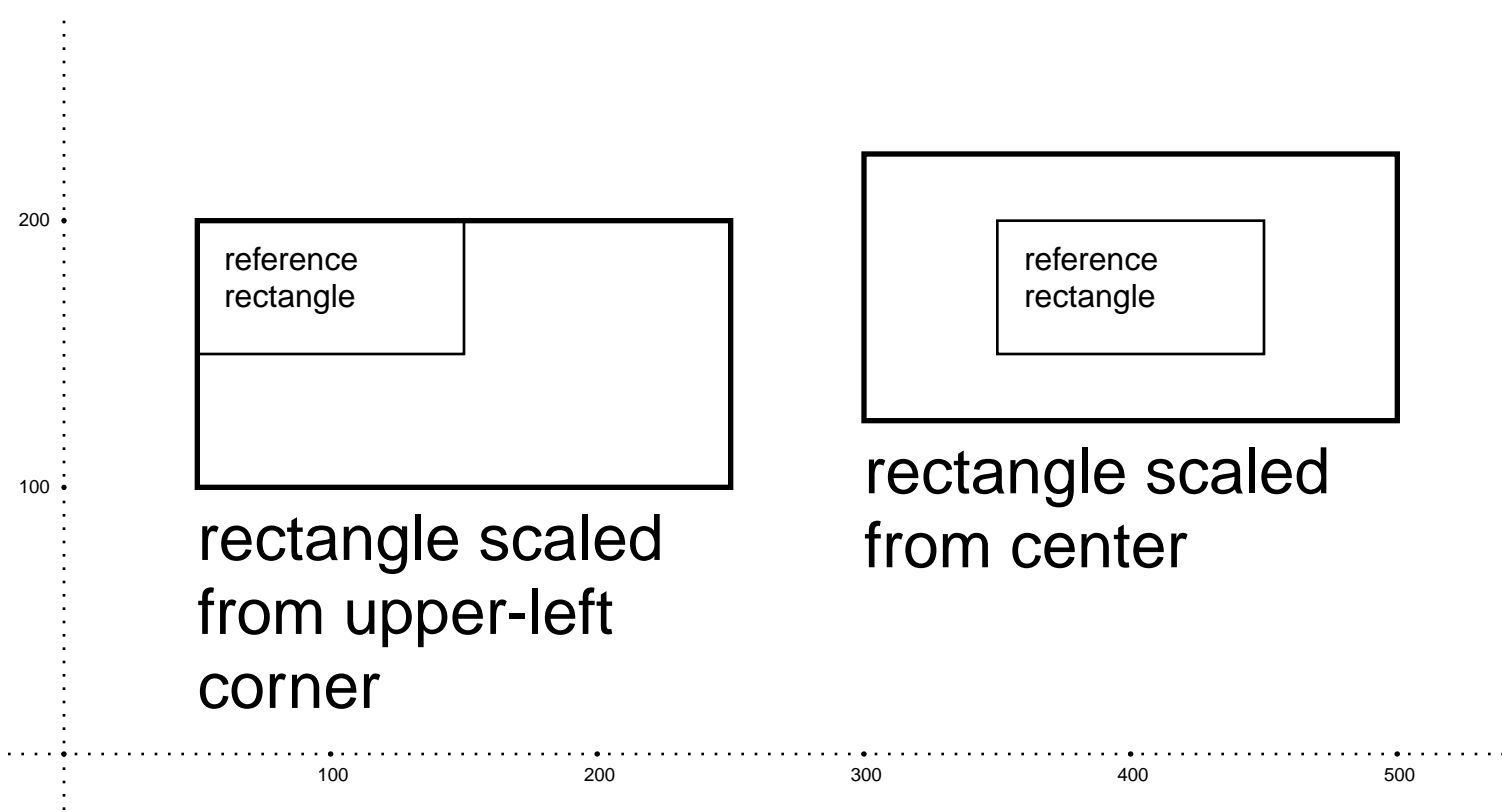 200
reference
rectangle
100
rectangle scaled
from upper-left
corner
reference
rectangle
rectangle scaled
from center
100
200
300
400
500